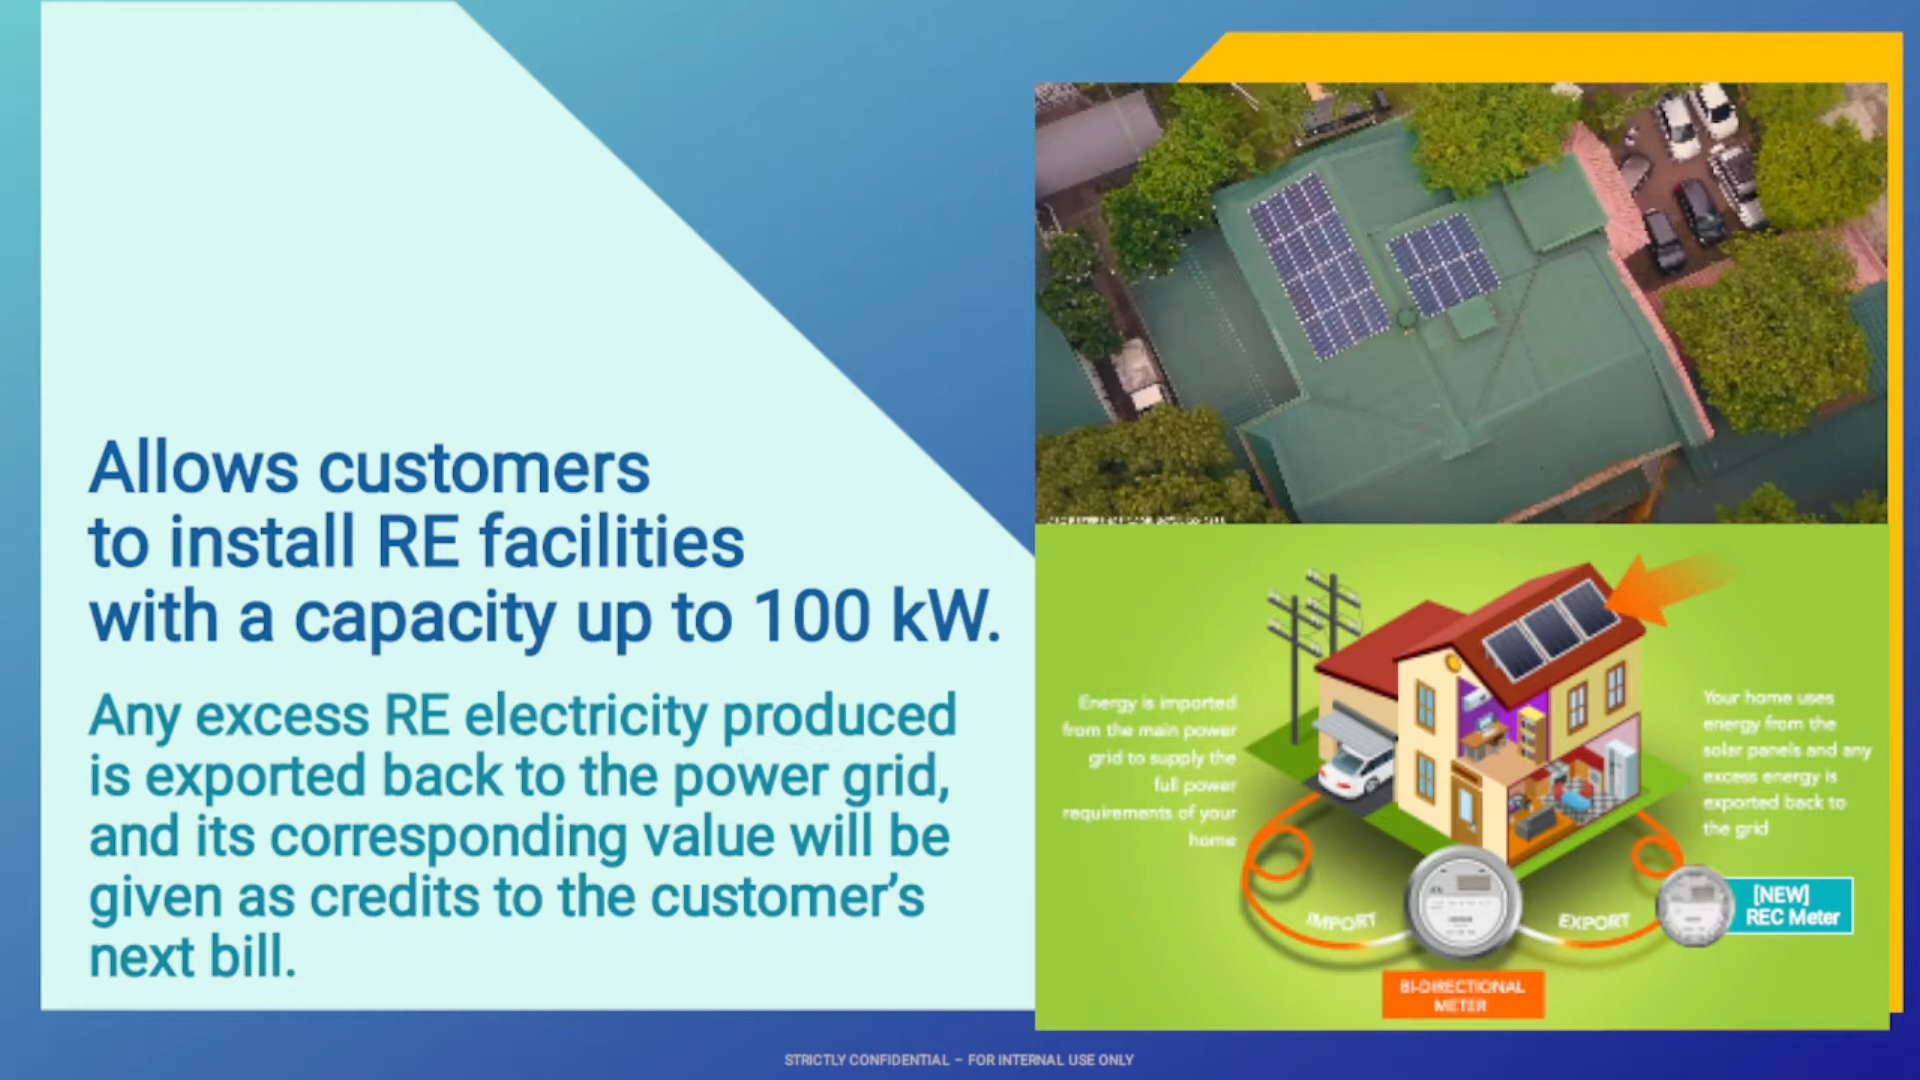 Allows customers
to install RE facilities
with a capacity up to 100 kW.
Any excess RE electricity produced
is exported back to the power grid,
and its corresponding value will be
given as credits to the customer’s
next bill.
Energy is imported
from the main power
grid to supply the
full power
requirements of your
home
Your home uses
energy from the
solar panels and any
excess energy is
exported back to
the grid
IMPORT
EXPORT
[NEW]
REC Meter
BI-DIRECTIONAL
METER
STRICTLY CONFIDENTIAL – FOR INTERNAL USE ONLY